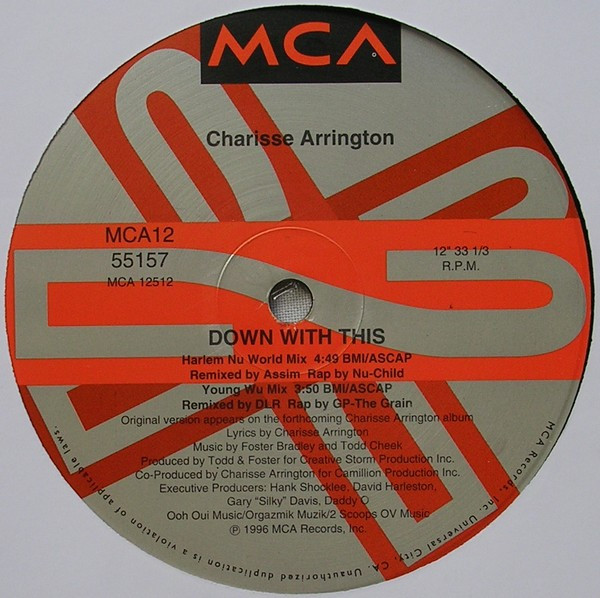 MCA
Charisse Arrington
MCA12
55157
MCA 12512
12" 33 1/3
R.P.M.
DOWN WITH THIS
Harlem Nu World Mix 4:49 BMI/ASCAP
Remixed by Assim Rap by Nu-Child
Young Wu Mix 3:50 BMI/ASCAP
Remixed by DLR Rap by GP-The Grain
Original version appears on the forthcoming Charisse Arrington album
Lyrics by Charisse Arrington
Music by Foster Bradley and Todd Cheek
Produced by Todd & Foster for Creative Storm Production Inc.
Co-Produced by Charisse Arrington for Camillion Production Inc.
Executive Producers: Hank Shocklee, David Harleston,
Gary "Silky" Davis, Daddy O
Ooh Oui Music/Orgazmik Muzik/2 Scoops OV Music
℗ 1996 MCA Records, Inc.
MCA Records, Inc. Universal City, CA. Unauthorized duplication is a violation of applicable laws.